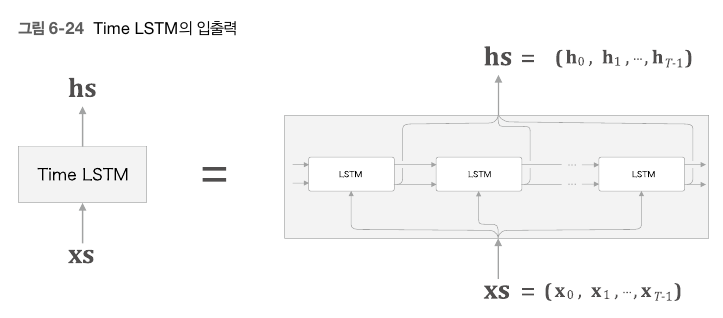 그림 6-24 Time LSTM의 입출력
hs = (h0, h1, ..., hT-1)
hs
Time LSTM
=
LSTM LSTM ... LSTM
...
xs
xs = (x0, x1, ..., xT-1)